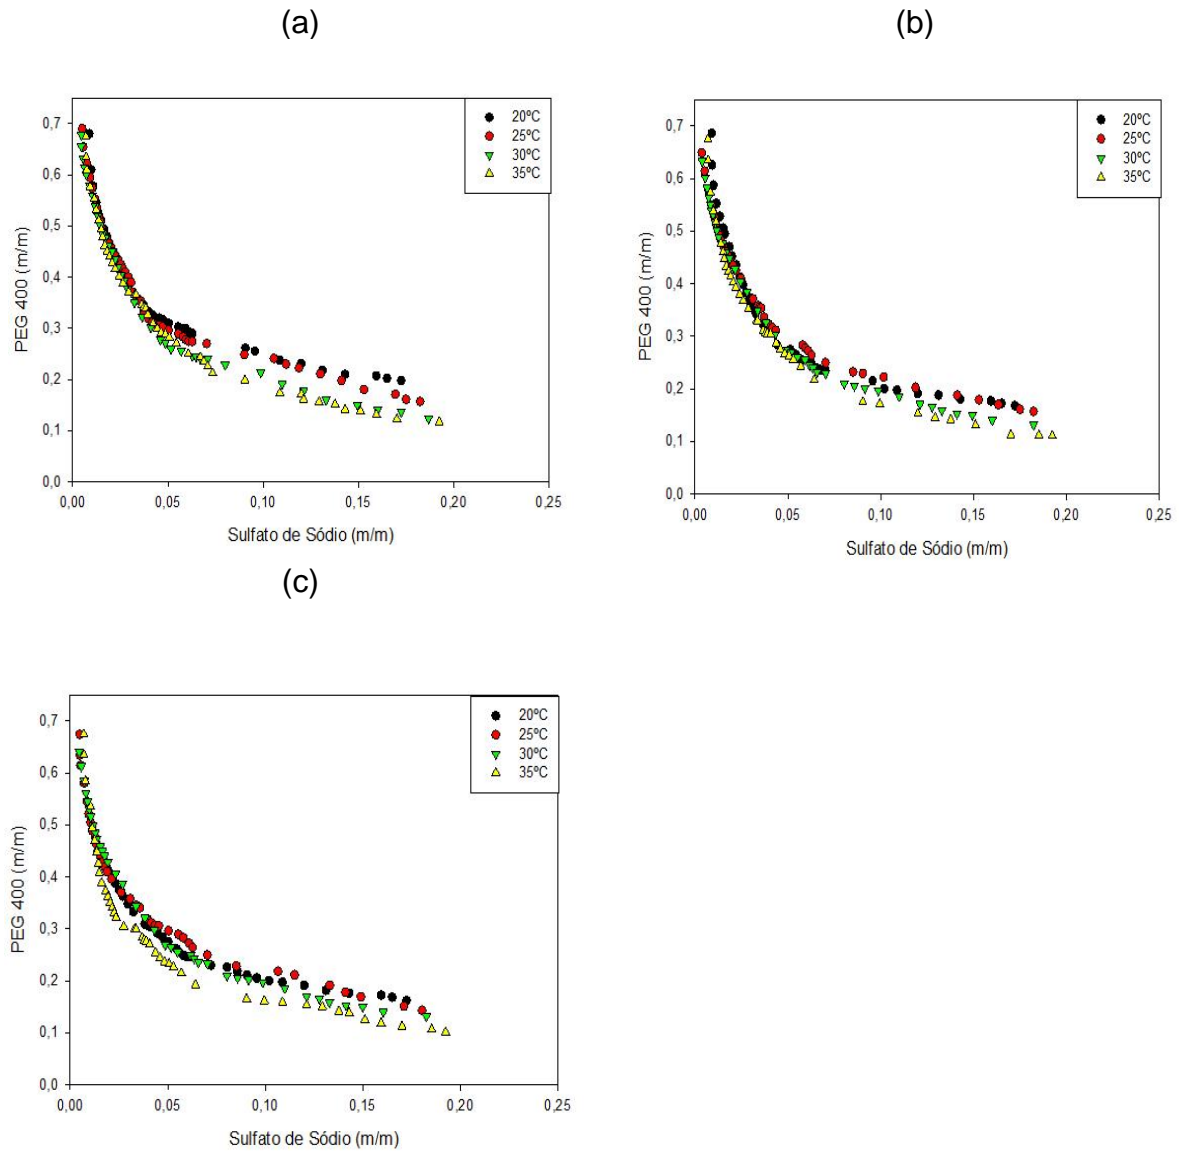 (a)
(b)
0,7
0,6
0,5
0,4
0,3
0,2
0,1
0,0
PEG 400 (m/m)
20ºC
25ºC
30ºC
35ºC
0,00
0,05
0,10
0,15
0,20
0,25
Sulfato de Sódio (m/m)
0,7
0,6
0,5
0,4
0,3
0,2
0,1
0,0
PEG 400 (m/m)
20ºC
25ºC
30ºC
35ºC
0,00
0,05
0,10
0,15
0,20
0,25
Sulfato de Sódio (m/m)
(c)
0,7
0,6
0,5
0,4
0,3
0,2
0,1
0,0
PEG 400 (m/m)
20ºC
25ºC
30ºC
35ºC
0,00
0,05
0,10
0,15
0,20
0,25
Sulfato de Sódio (m/m)